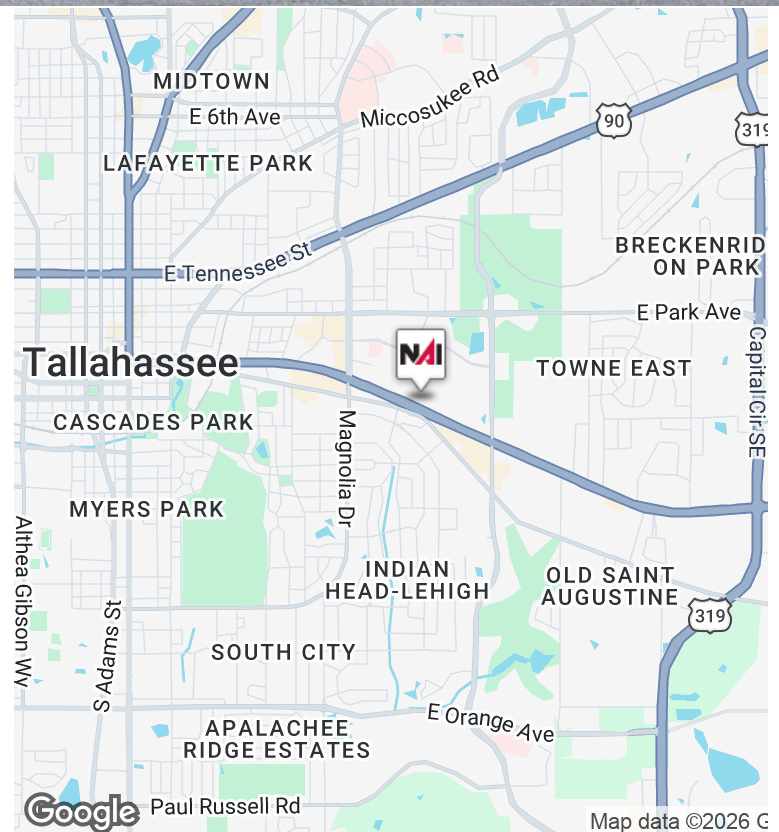 MIDTOWN
E 6th Ave
Miccosukee Rd
90
319
LAFAYETTE PARK
BRECKENRID
ON PARK
E Tennessee St
E Park Ave
NAI
Tallahassee
TOWNE EAST
Capital Cir SE
CASCADES PARK
Magnolia Dr
MYERS PARK
Althea Gibson Wy
INDIAN
HEAD-LEHIGH
OLD SAINT
AUGUSTINE
319
S Adams St
SOUTH CITY
E Orange Ave
APALACHEE
RIDGE ESTATES
Google
Paul Russell Rd
Map data ©2026 G